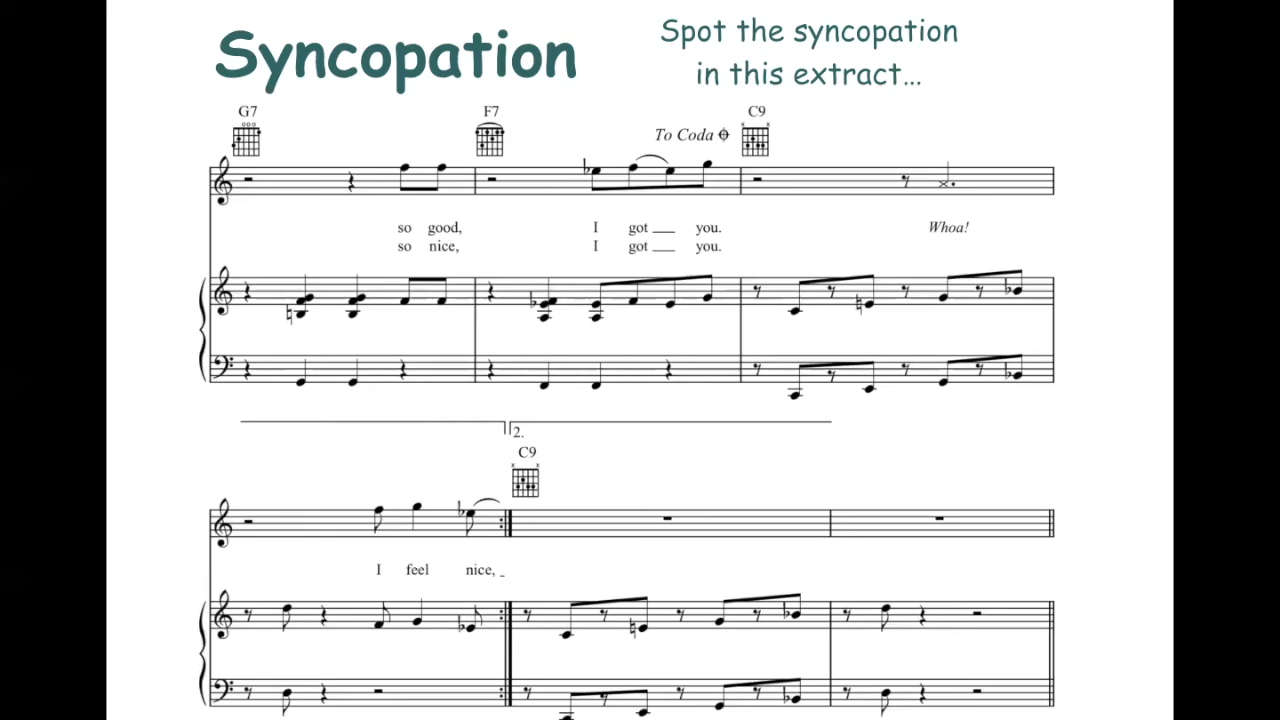 Syncopation
Spot the syncopation
in this extract...
G7
F7
C9
To Coda
so good, I got you. Whoa!
so nice, I got you.
2.
C9
I feel nice,